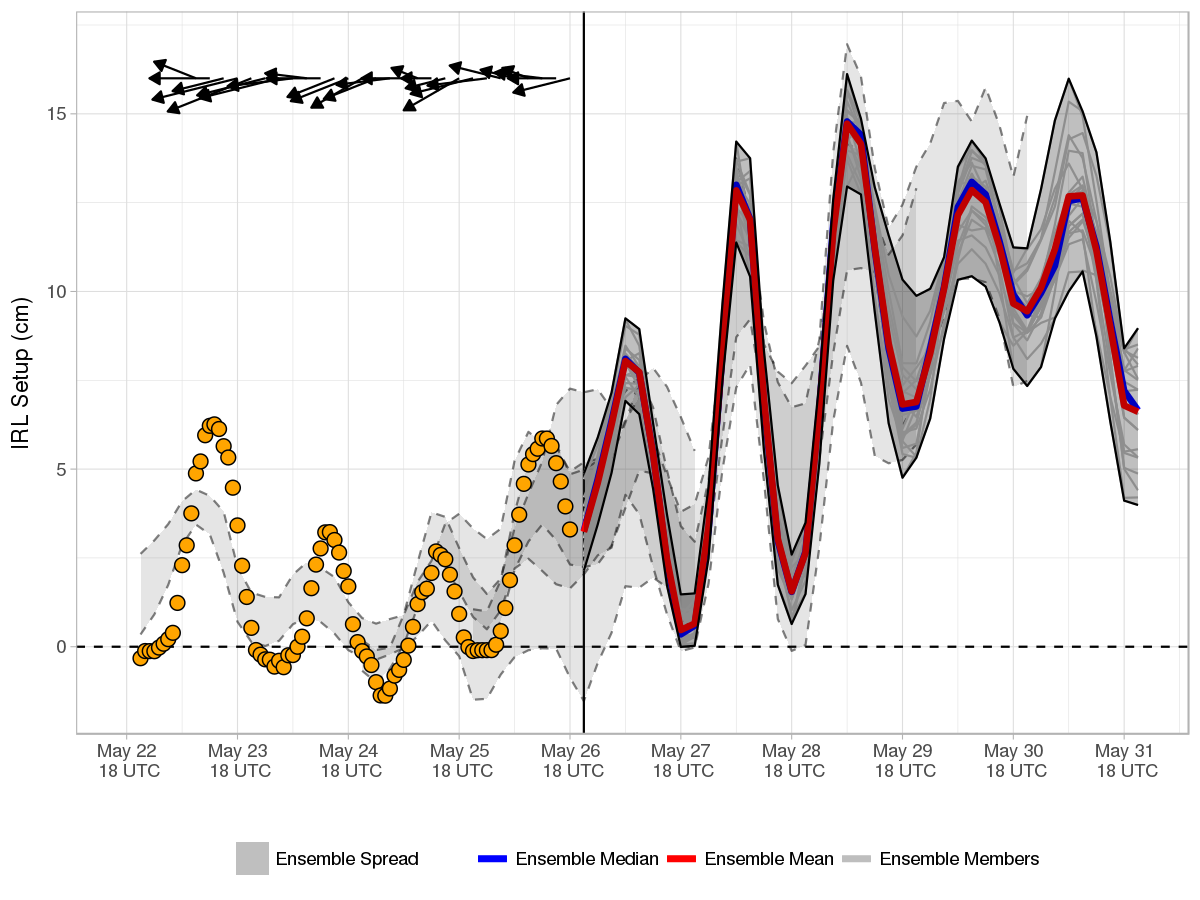 IRL Setup (cm)
15
10
5
0
May 22 May 23 May 24 May 25 May 26 May 27 May 28 May 29 May 30 May 31
18 UTC 18 UTC 18 UTC 18 UTC 18 UTC 18 UTC 18 UTC 18 UTC 18 UTC 18 UTC
Ensemble Spread Ensemble Median Ensemble Mean Ensemble Members